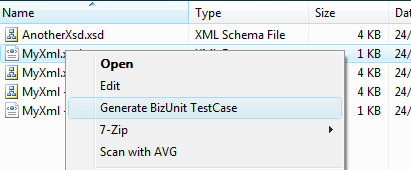 Name Type Size
AnotherXsd.xsd XML Schema File 4 KB 24/
MyXml. 1 KB 24/
MyXml 4 KB 24/
MyXml 4 KB 24/
MyXml 1 KB 24/
Open
Edit
Generate BizUnit TestCase
7-Zip
Scan with AVG